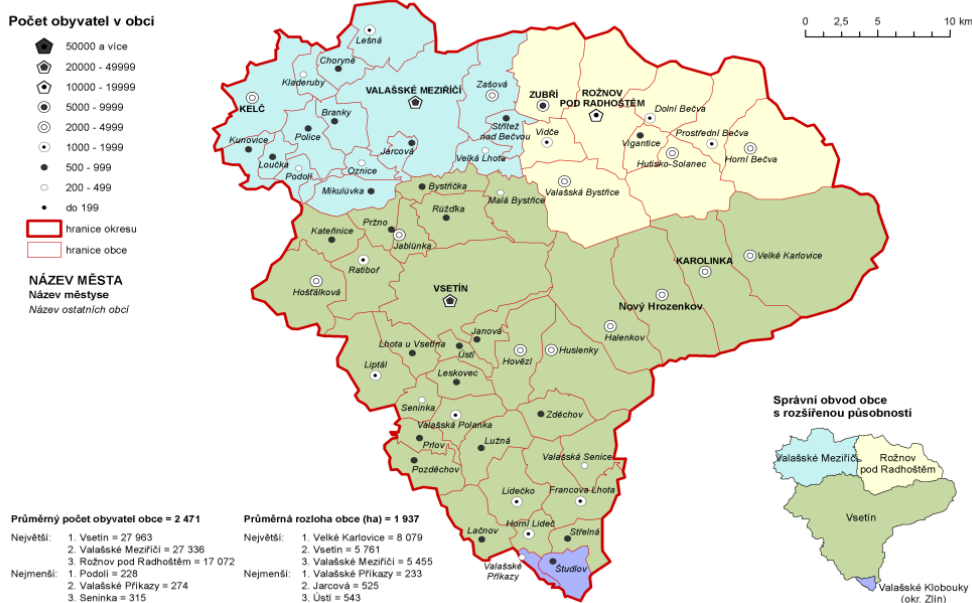 Počet obyvatel v obci
50000 a více
20000 - 49999
10000 - 19999
5000 - 9999
2000 - 4999
1000 - 1999
500 - 999
200 - 499
do 199
hranice okresu
hranice obce
NÁZEV MĚSTA
Název městyse
Název ostatních obcí
0 2,5 5 10 km
Lešná
Choryně
Kladeruby
VALAŠSKÉ MEZIŘÍČÍ
Zašová
KELČ
Branky
Police
Střítež
nad Bečvou
Kunovice
Loučka
Jarcová
Podolí
Oznice
Velká Lhota
Mikulůvka
ZUBŘÍ
ROŽNOV
POD RADHOŠTĚM
Dolní Bečva
Vidče
Vigantice
Prostřední Bečva
Hutisko-Solanec
Horní Bečva
Valašská Bystřice
Bystřička
Malá Bystřice
Růžďka
Pržno
Kateřinice
Jablůnka
Ratiboř
Hošťálková
VSETÍN
KAROLINKA
Velké Karlovice
Nový Hrozenkov
Halenkov
Janová
Lhota u Vsetína
Ústí
Hovězí
Huslenky
Liptál
Leskovec
Seninka
Valašská Polanka
Zděchov
Prlov
Lužná
Pozděchov
Valašská Senice
Lidečko
Francova Lhota
Lačnov
Horní Lideč
Střelná
Valašské
Příkazy
Študlov
Správní obvod obce
s rozšířenou působností
Valašské Meziříčí
Rožnov
pod Radhoštěm
Vsetín
Valašské Klobouky
(okr. Zlín)
Průměrný počet obyvatel obce = 2 471
Největší: 1. Vsetín = 27 963
2. Valašské Meziříčí = 27 336
3. Rožnov pod Radhoštěm = 17 072
Nejmenší: 1. Podolí = 228
2. Valašské Příkazy = 274
3. Seninka = 315
Průměrná rozloha obce (ha) = 1 937
Největší: 1. Velké Karlovice = 8 079
2. Vsetín = 5 761
3. Valašské Meziříčí = 5 455
Nejmenší: 1. Valašské Příkazy = 233
2. Jarcová = 525
3. Ústí = 543